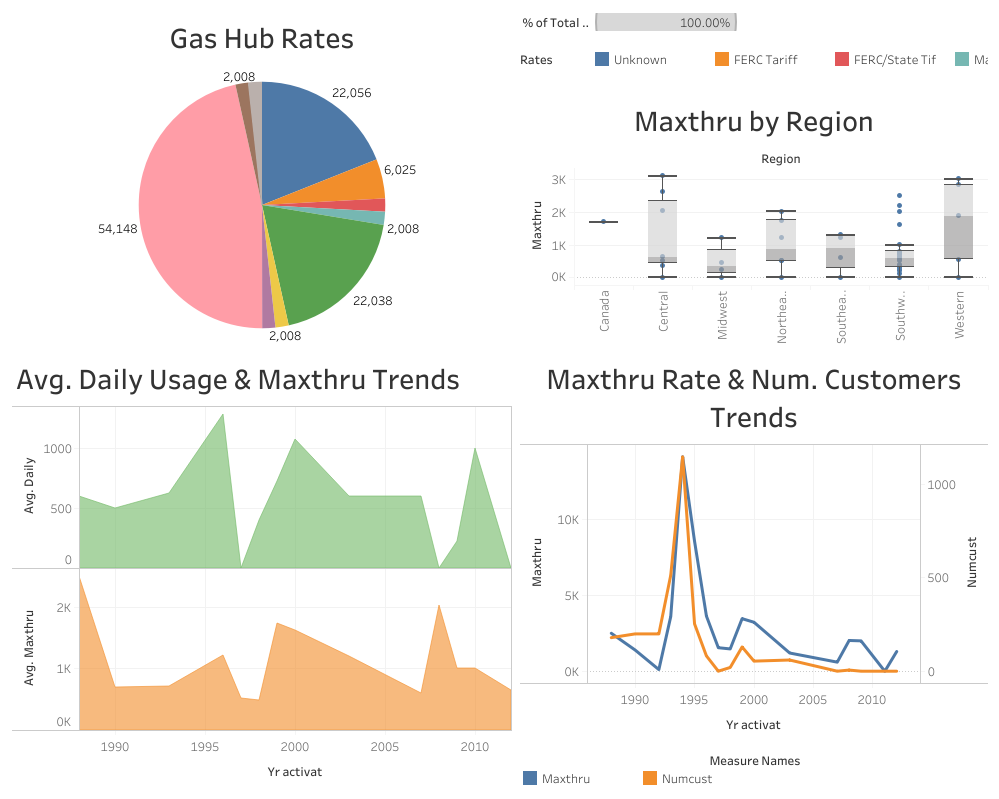 Gas Hub Rates
2,008
22,056
6,025
2,008
22,038
2,008
54,148
% of Total ..
100.00%
Rates
Unknown
FERC Tariff
FERC/State Tif
Ma
Maxthru by Region
Region
Maxthru
3K
2K
1K
0K
Canada
Central
Midwest
Northea..
Southea..
Southw..
Western
Avg. Daily Usage & Maxthru Trends
Avg. Daily
1000
500
0
Avg. Maxthru
2K
1K
0K
1990
1995
2000
2005
2010
Yr activat
Maxthru Rate & Num. Customers
Trends
Maxthru
10K
5K
0K
1000
500
0
Numcust
1990
1995
2000
2005
2010
Yr activat
Measure Names
Maxthru
Numcust